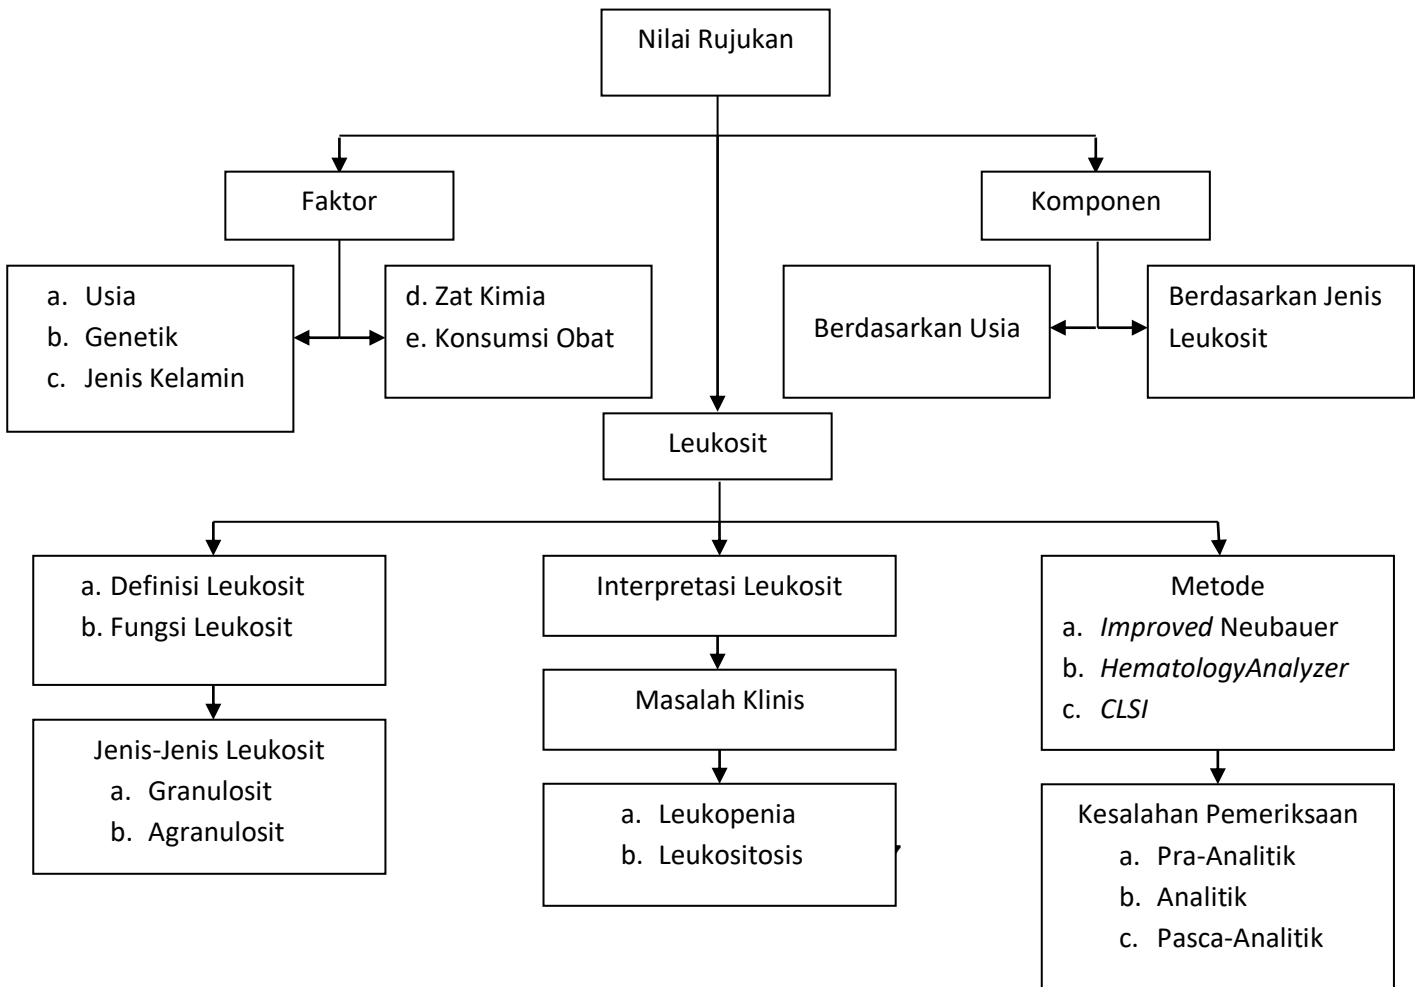 Nilai Rujukan
Faktor
Komponen
a. Usia
b. Genetik
c. Jenis Kelamin
d. Zat Kimia
e. Konsumsi Obat
Berdasarkan Usia
Berdasarkan Jenis
Leukosit
Leukosit
a. Definisi Leukosit
b. Fungsi Leukosit
Jenis-Jenis Leukosit
a. Granulosit
b. Agranulosit
Interpretasi Leukosit
Masalah Klinis
a. Leukopenia
b. Leukositosis
Metode
a. Improved Neubauer
b. HematologyAnalyzer
c. CLSI
Kesalahan Pemeriksaan
a. Pra-Analitik
b. Analitik
c. Pasca-Analitik